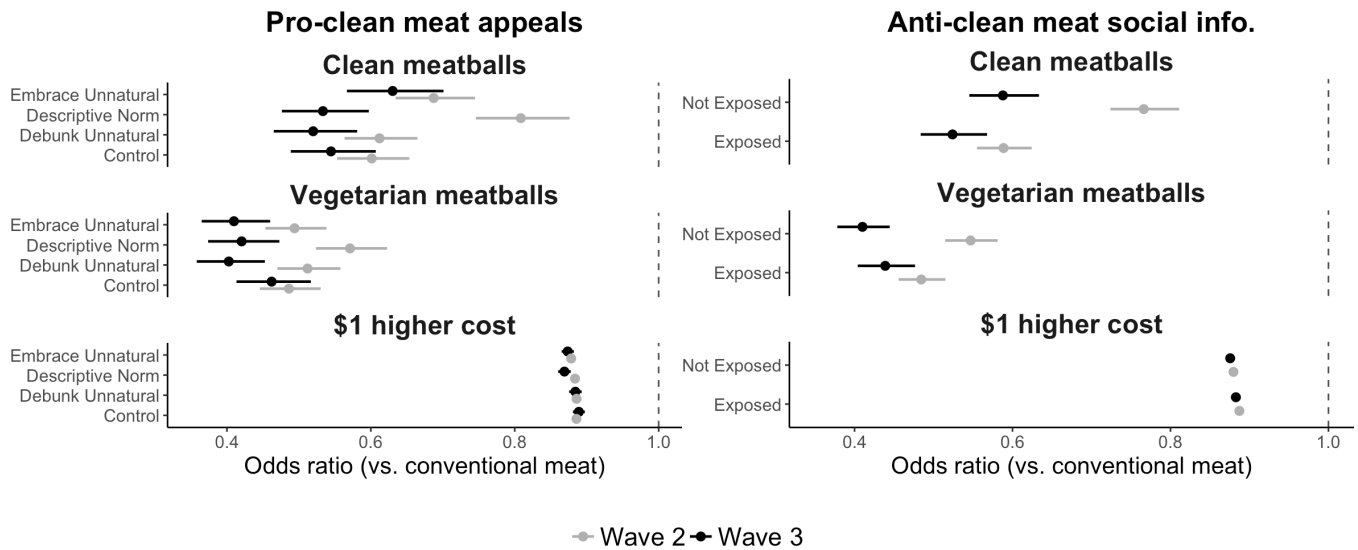 Pro-clean meat appeals
Clean meatballs
Embrace Unnatural
Descriptive Norm
Debunk Unnatural
Control
Vegetarian meatballs
Embrace Unnatural
Descriptive Norm
Debunk Unnatural
Control
$1 higher cost
Embrace Unnatural
Descriptive Norm
Debunk Unnatural
Control
0.4 0.6 0.8 1.0
Odds ratio (vs. conventional meat)
Anti-clean meat social info.
Clean meatballs
Not Exposed
Exposed
Vegetarian meatballs
Not Exposed
Exposed
$1 higher cost
Not Exposed
Exposed
0.4 0.6 0.8 1.0
Odds ratio (vs. conventional meat)
Wave 2 Wave 3